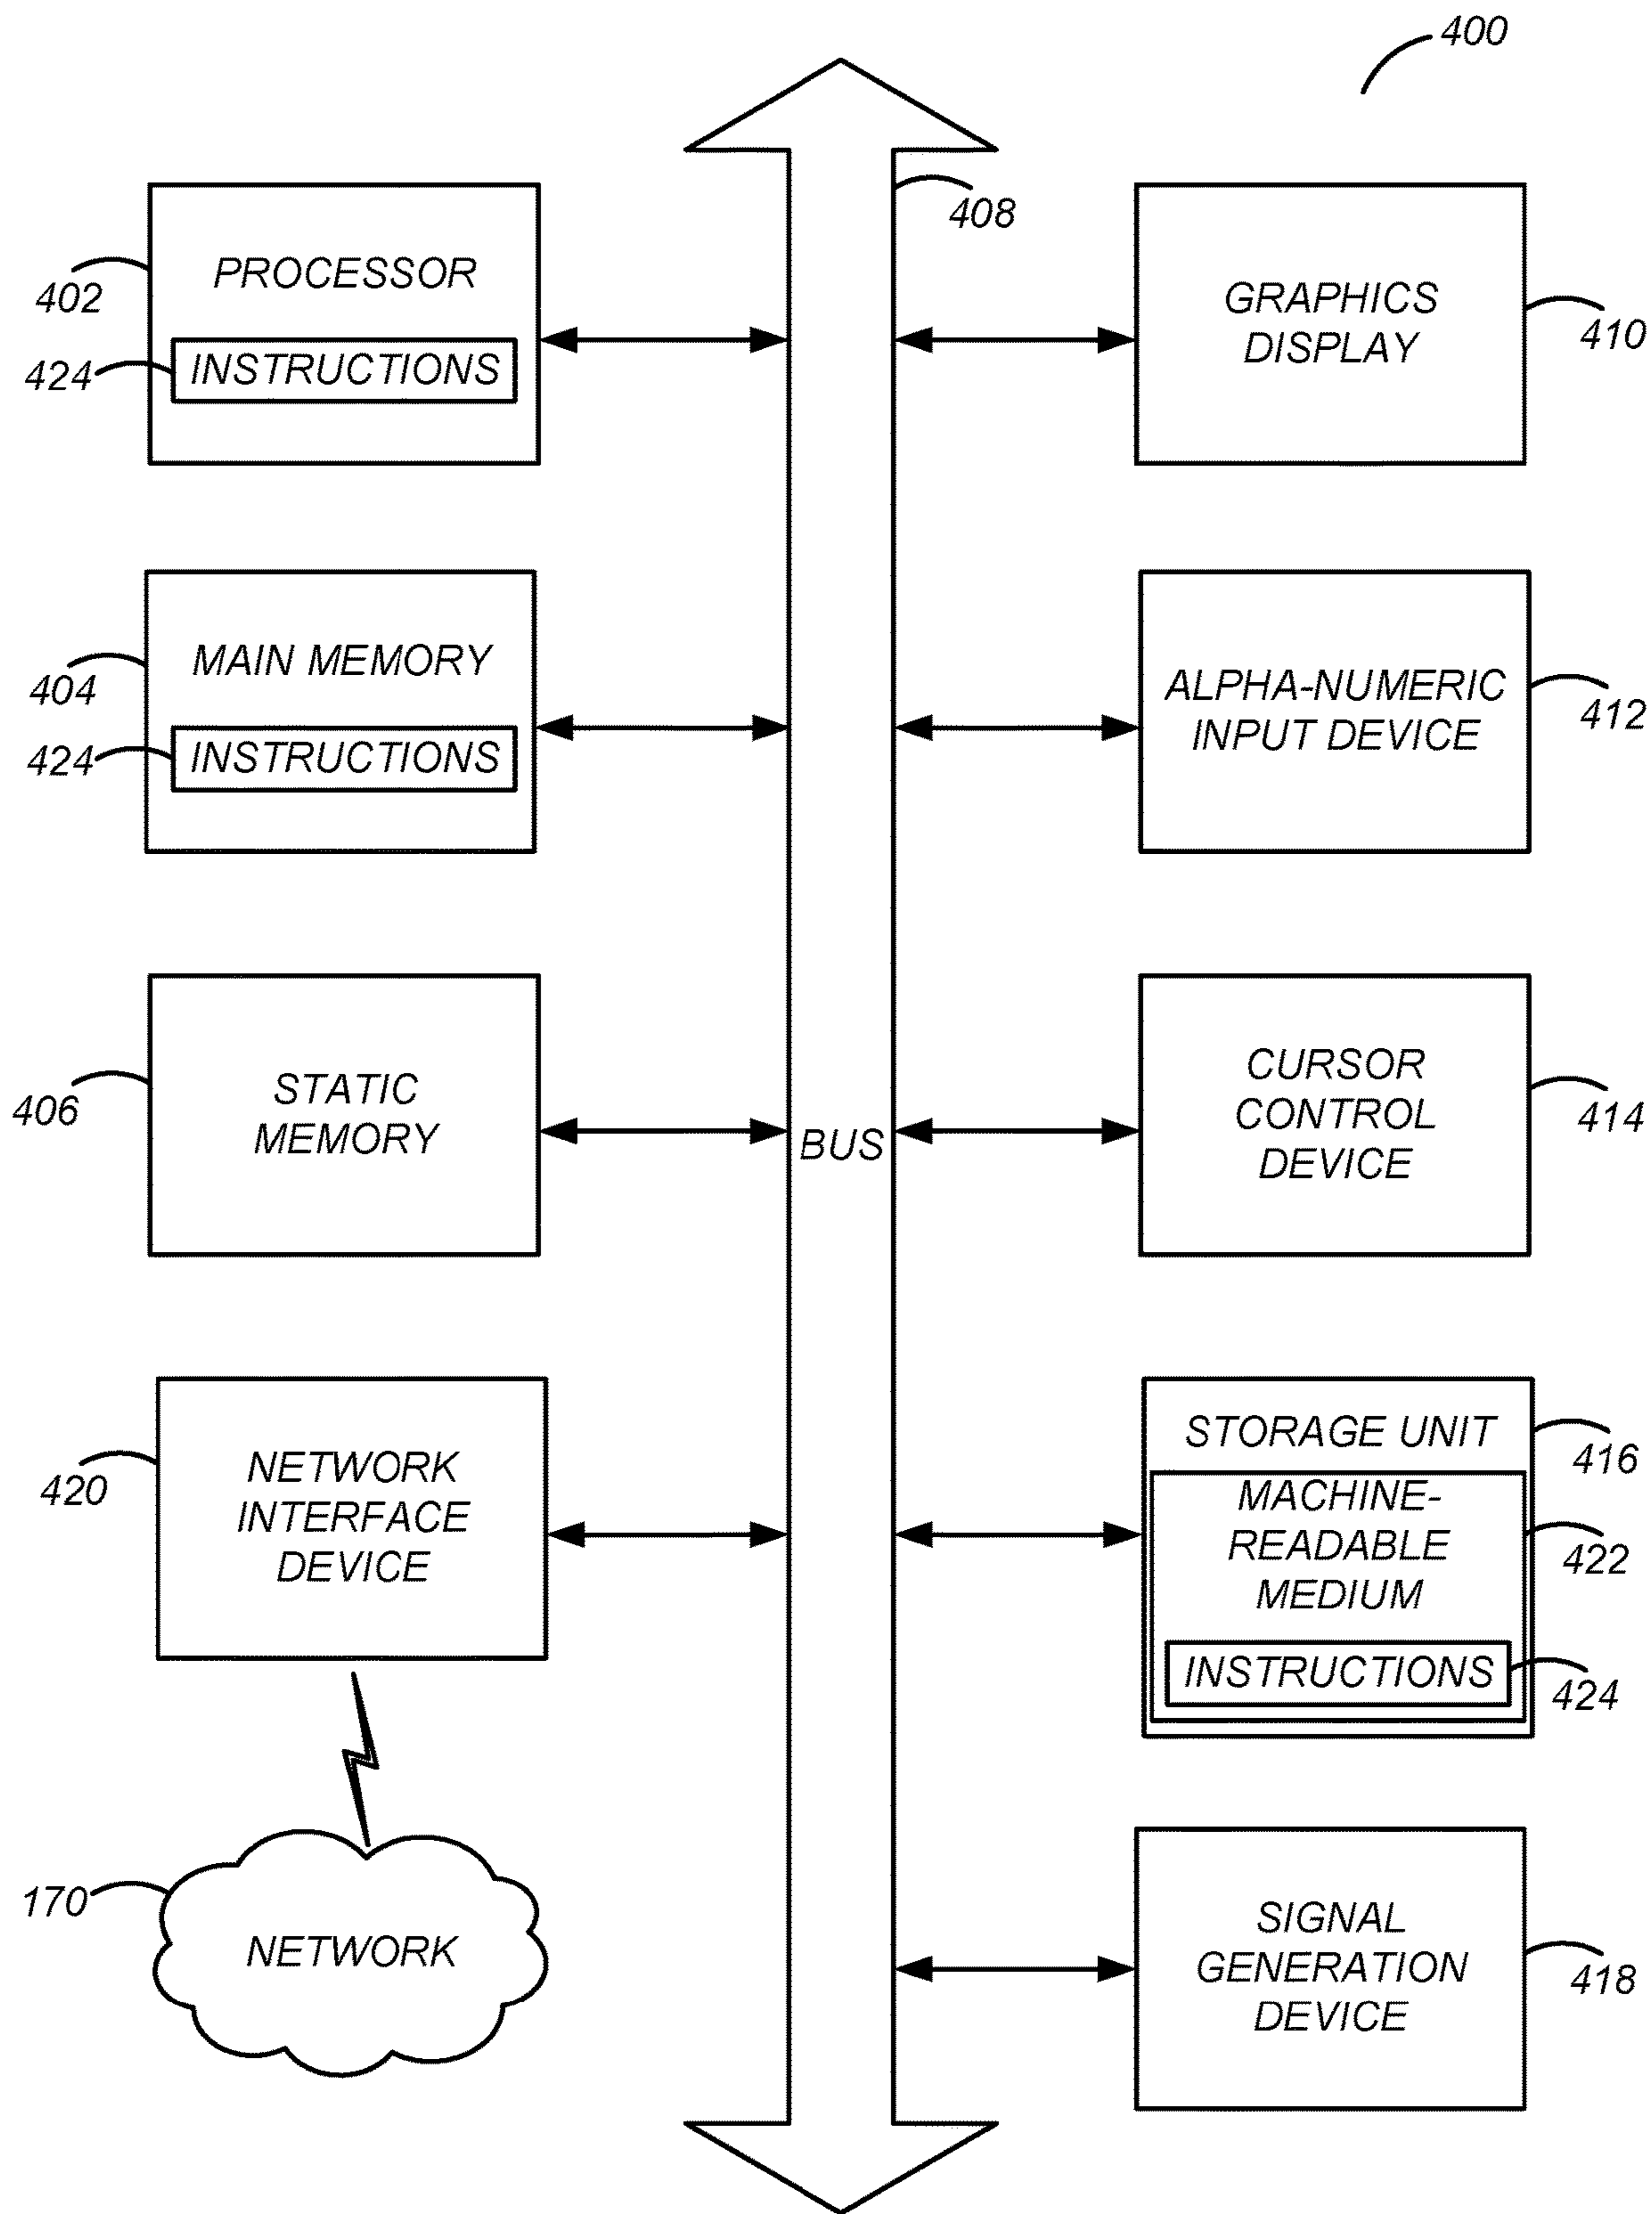 400
408
PROCESSOR
402
INSTRUCTIONS
424
GRAPHICS
DISPLAY
410
MAIN MEMORY
404
INSTRUCTIONS
424
ALPHA-NUMERIC
INPUT DEVICE
412
STATIC
MEMORY
406
BUS
CURSOR
CONTROL
DEVICE
414
NETWORK
INTERFACE
DEVICE
420
STORAGE UNIT
416
MACHINE-
READABLE
MEDIUM
422
INSTRUCTIONS
424
170
NETWORK
SIGNAL
GENERATION
DEVICE
418